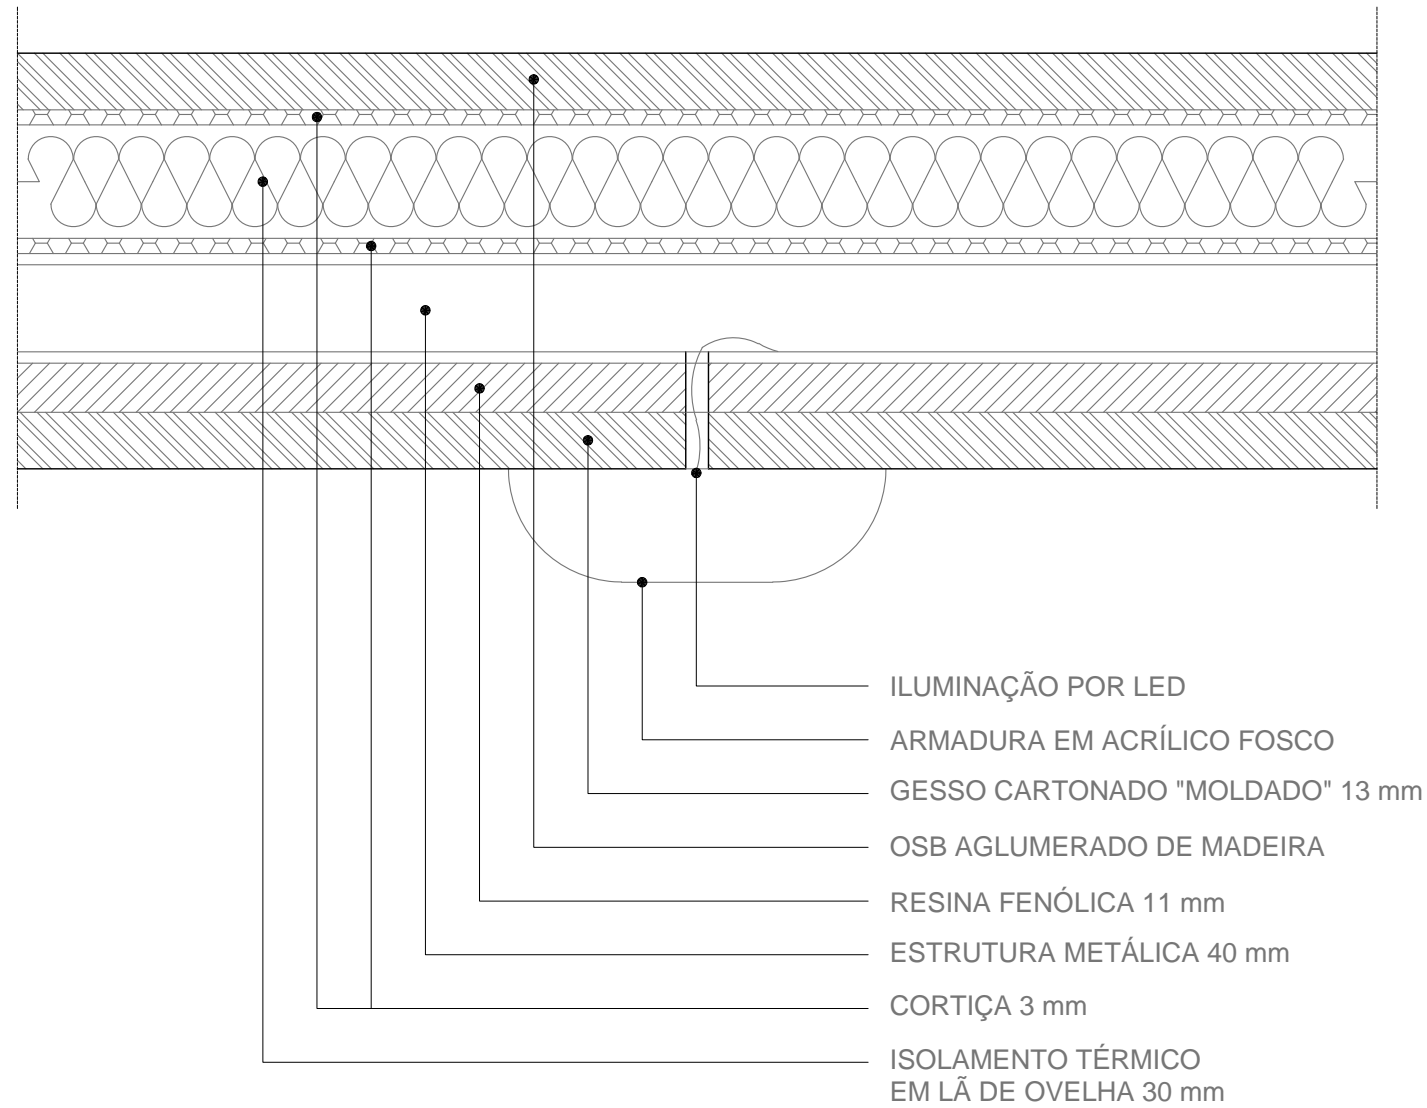 ILUMINAÇÃO POR LED
ARMADURA EM ACRÍLICO FOSCO
GESSO CARTONADO "MOLDADO" 13 mm
OSB AGLUMERADO DE MADEIRA
RESINA FENÓLICA 11 mm
ESTRUTURA METÁLICA 40 mm
CORTIÇA 3 mm
ISOLAMENTO TÉRMICO
EM LÃ DE OVELHA 30 mm